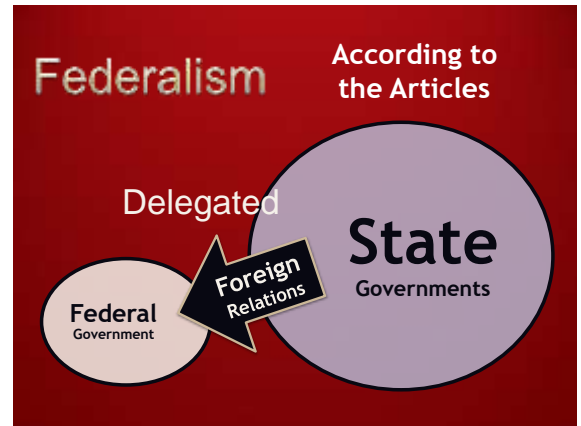 Federalism
According to
the Articles
Delegated
State
Governments
Foreign
Relations
Federal
Government